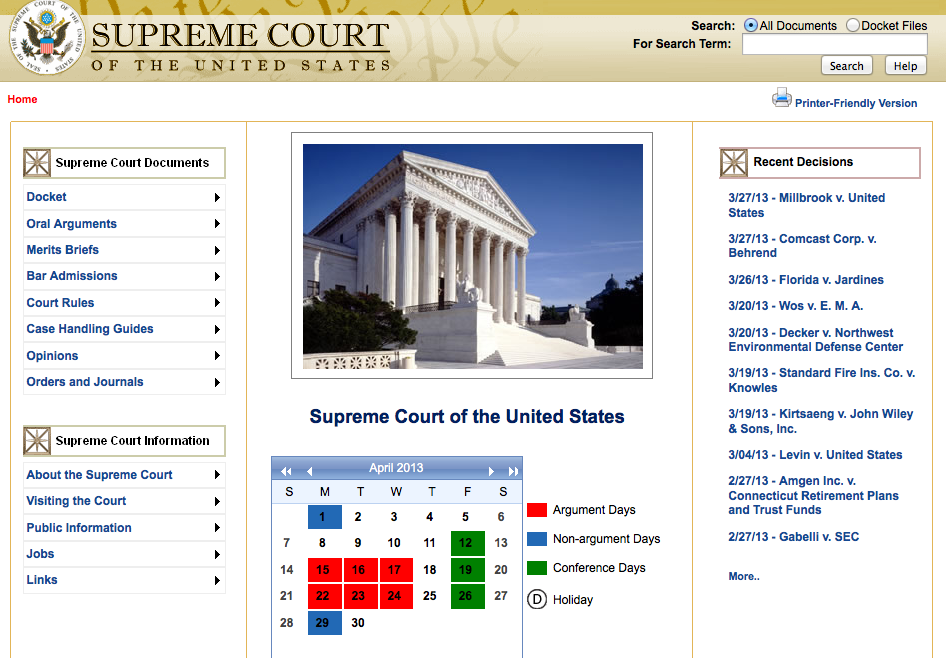 SUPREME COURT
OF THE UNITED STATES
Search: All Documents Docket Files
For Search Term:
Search Help
Home
Printer-Friendly Version
Supreme Court Documents
Docket
Oral Arguments
Merits Briefs
Bar Admissions
Court Rules
Case Handling Guides
Opinions
Orders and Journals
Supreme Court Information
About the Supreme Court
Visiting the Court
Public Information
Jobs
Links
Supreme Court of the United States
April 2013
S M T W T F S
1 2 3 4 5 6
7 8 9 10 11 12 13
14 15 16 17 18 19 20
21 22 23 24 25 26 27
28 29 30
Argument Days
Non-argument Days
Conference Days
D Holiday
Recent Decisions
3/27/13 - Millbrook v. United
States
3/27/13 - Comcast Corp. v.
Behrend
3/26/13 - Florida v. Jardines
3/20/13 - Wos v. E. M. A.
3/20/13 - Decker v. Northwest
Environmental Defense Center
3/19/13 - Standard Fire Ins. Co. v.
Knowles
3/19/13 - Kirtsaeng v. John Wiley
& Sons, Inc.
3/04/13 - Levin v. United States
2/27/13 - Amgen Inc. v.
Connecticut Retirement Plans
and Trust Funds
2/27/13 - Gabelli v. SEC
More..